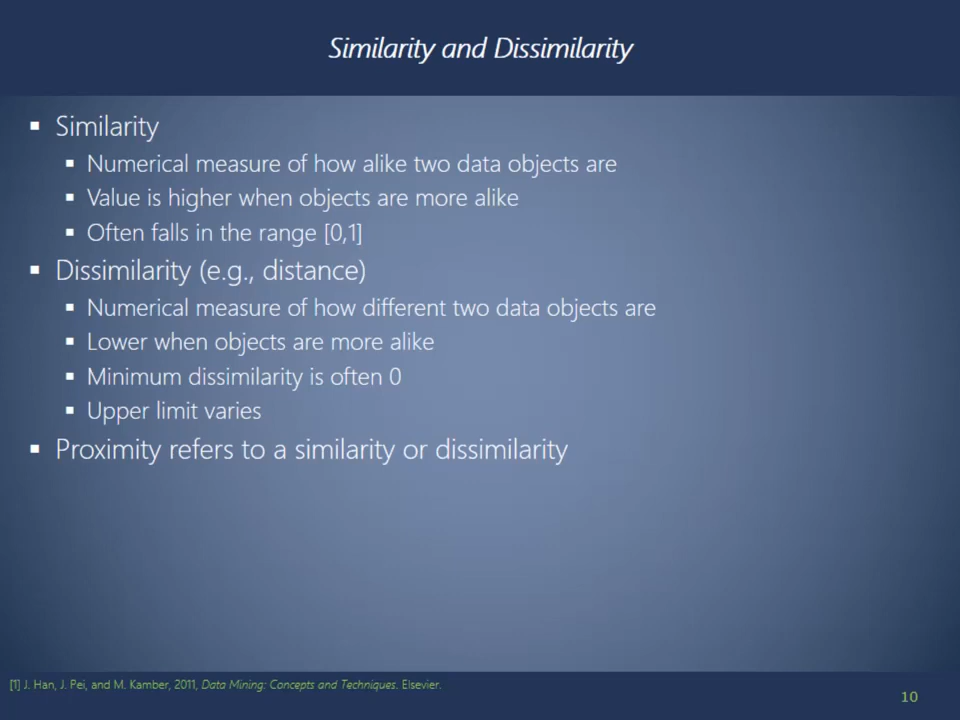 Similarity and Dissimilarity
▪ Similarity
▪ Numerical measure of how alike two data objects are
▪ Value is higher when objects are more alike
▪ Often falls in the range [0,1]
▪ Dissimilarity (e.g., distance)
▪ Numerical measure of how different two data objects are
▪ Lower when objects are more alike
▪ Minimum dissimilarity is often 0
▪ Upper limit varies
▪ Proximity refers to a similarity or dissimilarity
[1] J. Han, J. Pei, and M. Kamber, 2011, Data Mining: Concepts and Techniques. Elsevier.
10